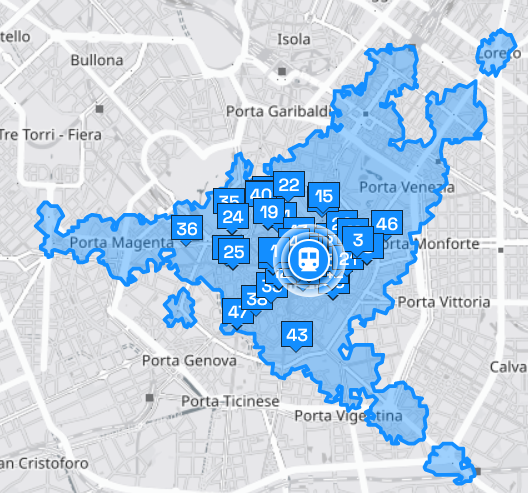 tello
Isola
Loreto
Bullona
Porta Garibaldi
Tre Torri - Fiera
22
40
15
35
Porta Venezia
24
19
36
46
3
Porta Magenta
Porta Monforte
25
1
21
38
47
Porta Vittoria
43
Porta Genova
Calva
Porta Ticinese
Porta Vigentina
an Cristoforo